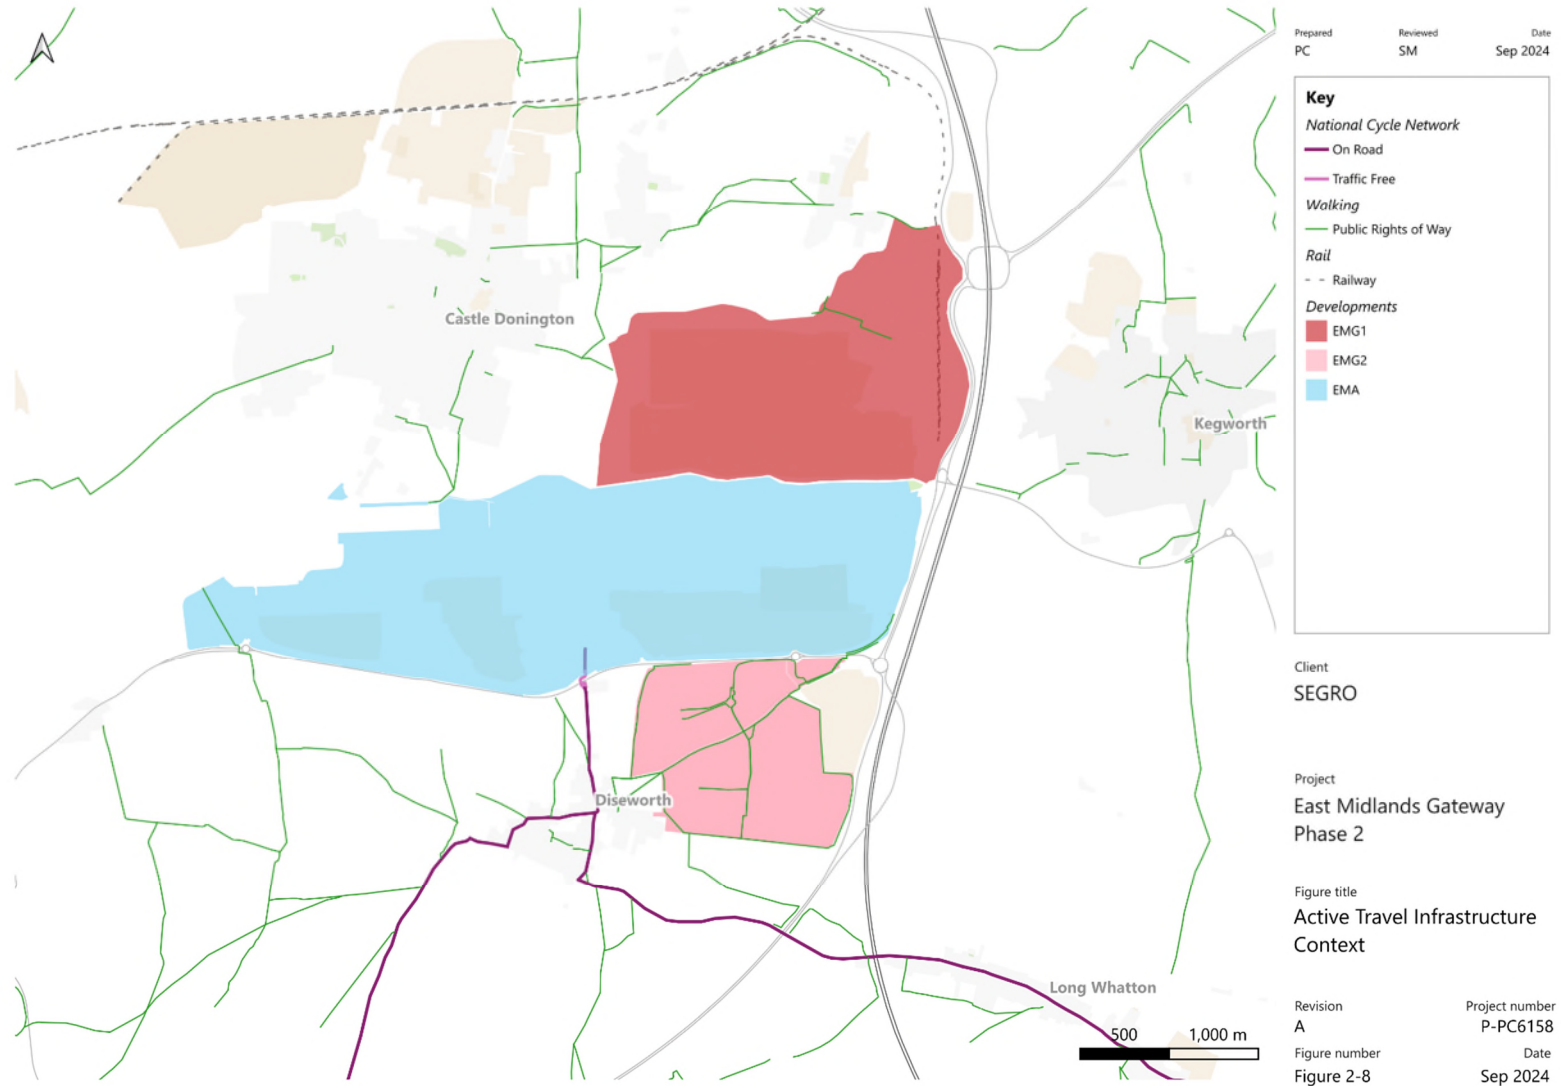 Castle Donington
Kegworth
Diseworth
Long Whatton
500 1,000 m
Prepared Reviewed Date
PC SM Sep 2024
Key
National Cycle Network
On Road
Traffic Free
Walking
Public Rights of Way
Rail
Railway
Developments
EMG1
EMG2
EMA
Client
SEGRO
Project
East Midlands Gateway
Phase 2
Figure title
Active Travel Infrastructure
Context
Revision Project number
A P-PC6158
Figure number Date
Figure 2-8 Sep 2024